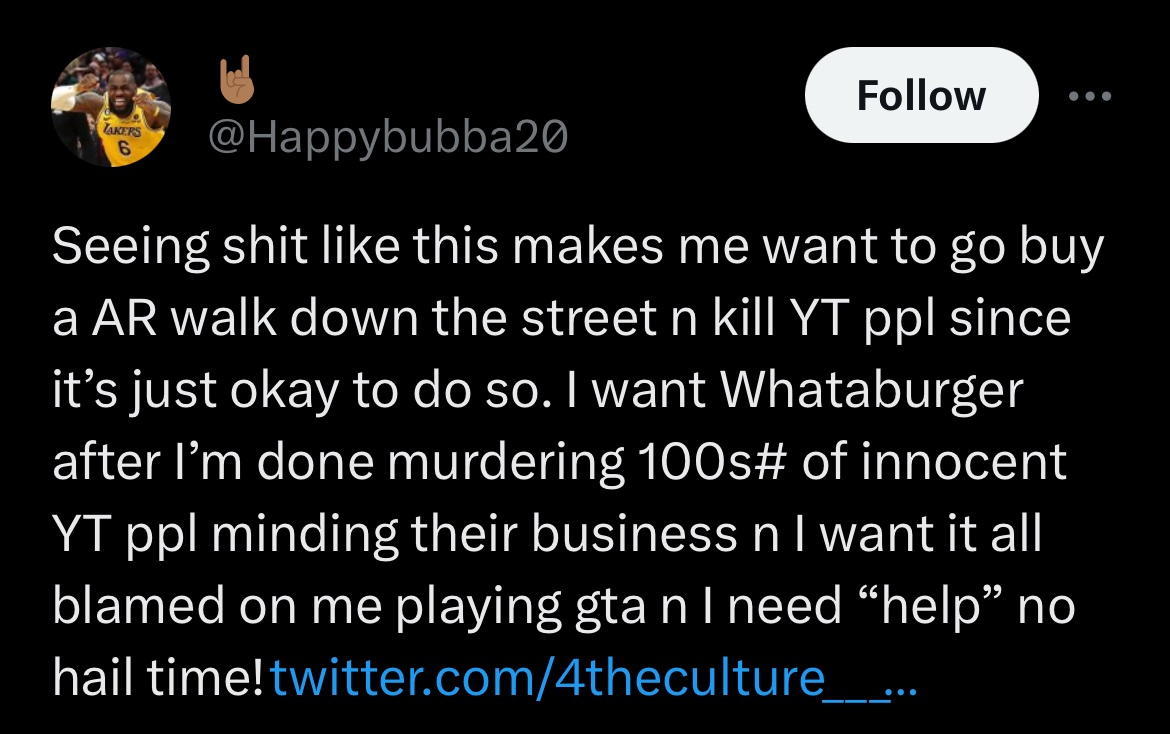 @Happybubba20
Follow
Seeing shit like this makes me want to go buy
a AR walk down the street n kill YT ppl since
it’s just okay to do so. I want Whataburger
after I’m done murdering 100s# of innocent
YT ppl minding their business n I want it all
blamed on me playing gta n I need “help” no
hail time! twitter.com/4theculture___…
LAKERS
6